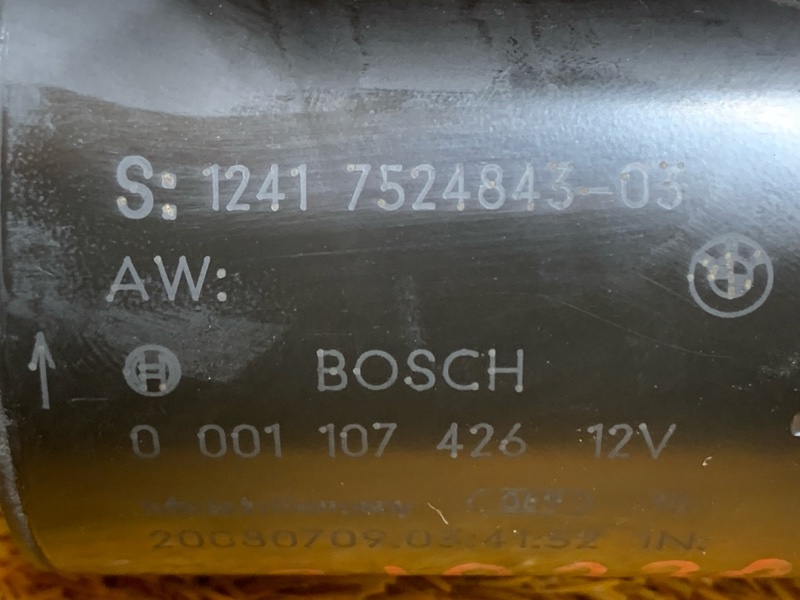 S: 1241 7524843-03
AW:
BOSCH
0 001 107 426 12V
20080709.03:41:52 IN: